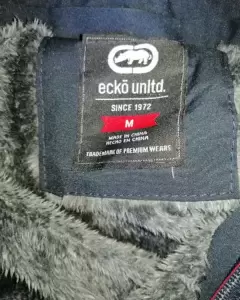 eckō unltd.
SINCE 1972
M
MADE IN CHINA
HECHO EN CHINA
TRADEMARK OF PREMIUM WEARS